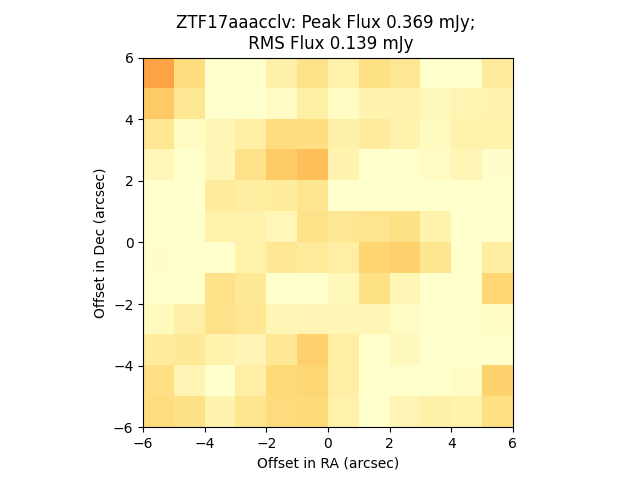 ZTF17aaacclv: Peak Flux 0.369 mJy;
RMS Flux 0.139 mJy
6
4
2
0
−2
−4
−6
Offset in Dec (arcsec)
−6 −4 −2 0 2 4 6
Offset in RA (arcsec)